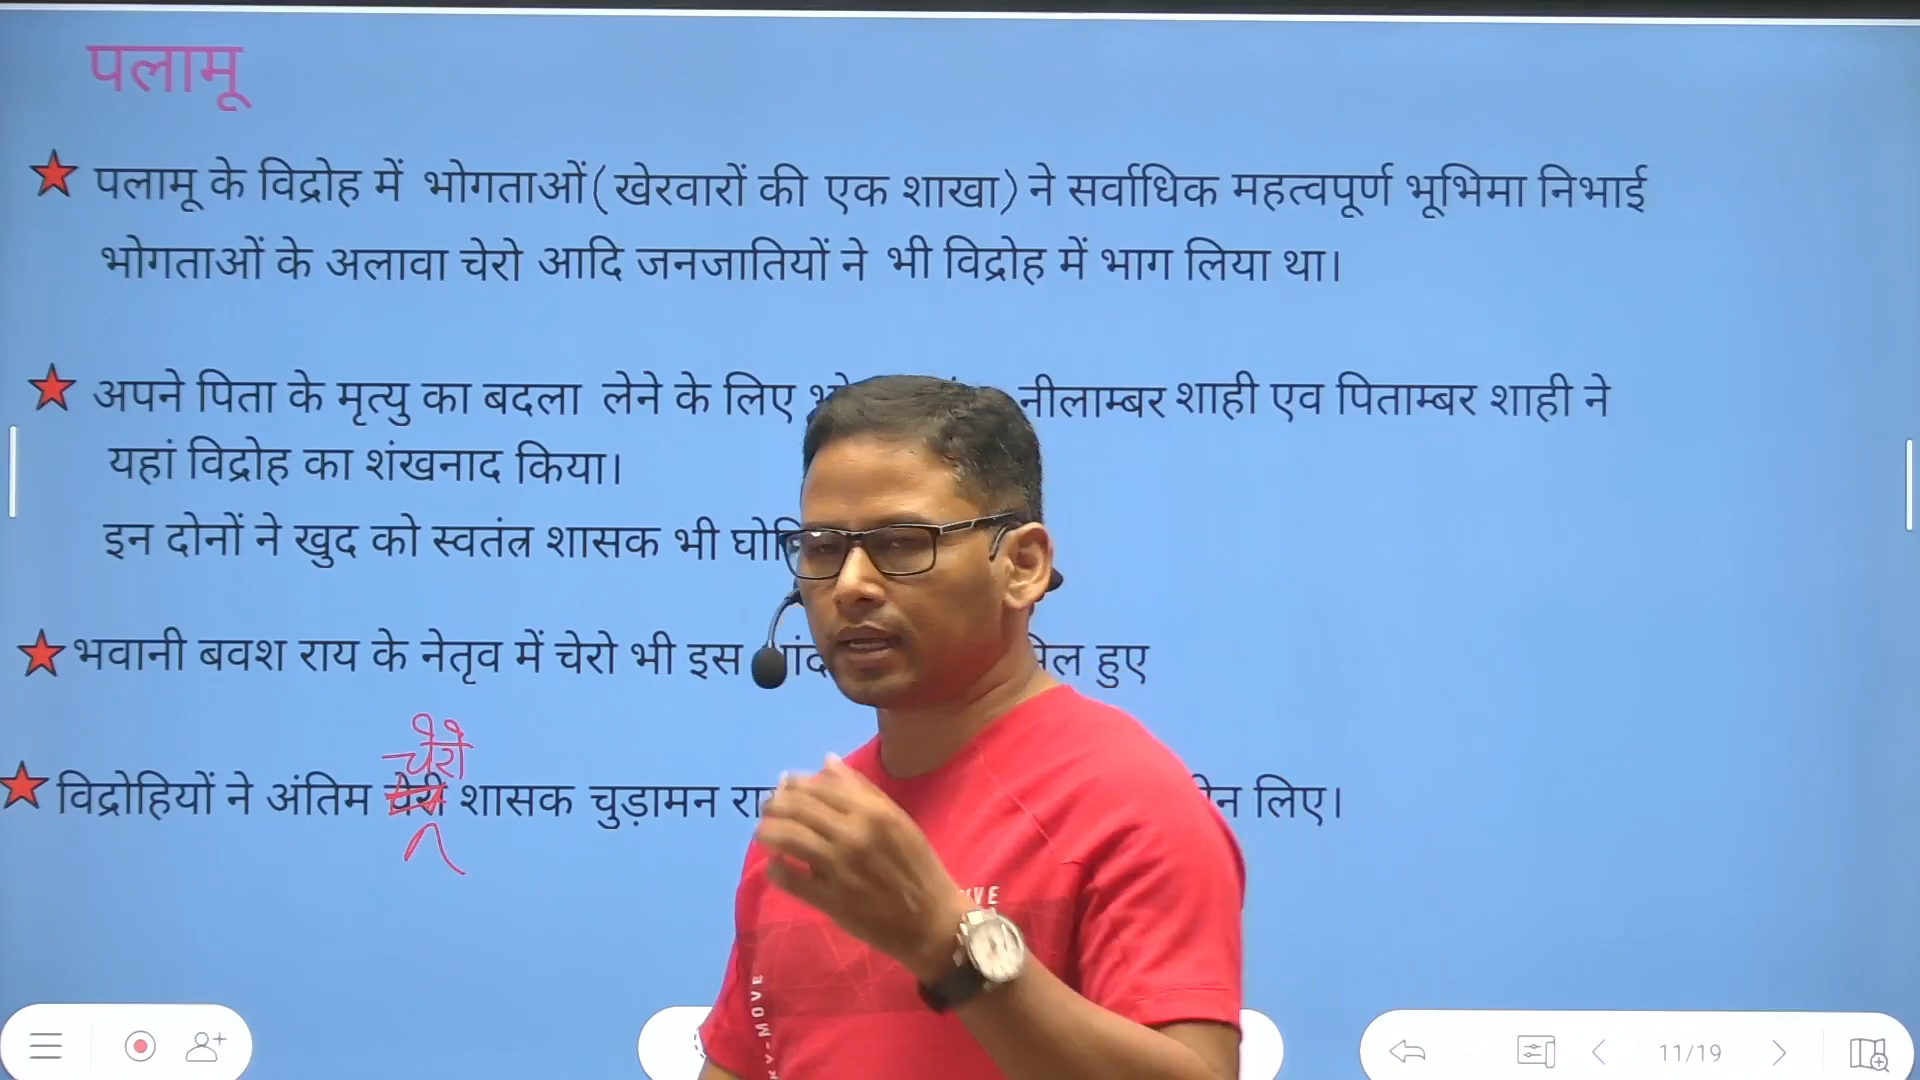 पलामू
पलामू के विद्रोह में भोगताओं(खेरवारों की एक शाखा) ने सर्वाधिक महत्वपूर्ण भूभिमा निभाई
भोगताओं के अलावा चेरो आदि जनजातियों ने भी विद्रोह में भाग लिया था।
अपने पिता के मृत्यु का बदला लेने के लिए नीलाम्बर शाही एव पिताम्बर शाही ने
यहां विद्रोह का शंखनाद किया।
इन दोनों ने खुद को स्वतंत्र शासक भी
भवानी बवश राय के नेतृव में चेरो भी इस हुए
चेरो
विद्रोहियों ने अंतिम शासक चुड़ामन लिए।
11/19